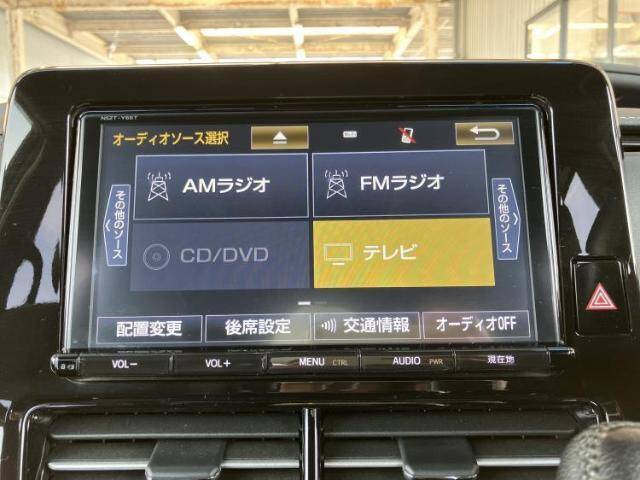 NSZT-Y66T
オーディオソース選択
その他のソース
AMラジオ
FMラジオ
その他のソース
CD/DVD
テレビ
配置変更
後席設定
交通情報
オーディオOFF
VOL−
VOL+
MENU CTRL
AUDIO PWR
現在地